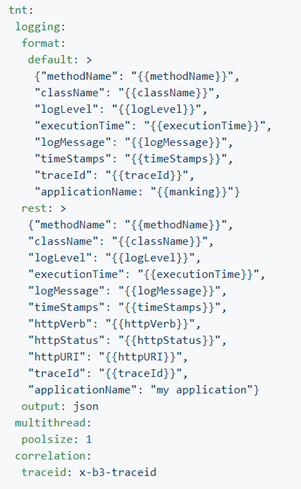 tnt:
logging:
format:
default: >
{"methodName": "{{methodName}}",
"className": "{{className}}",
"logLevel": "{{logLevel}}",
"executionTime": "{{executionTime}}",
"logMessage": "{{logMessage}}",
"timeStamps": "{{timeStamps}}",
"traceId": "{{traceId}}",
"applicationName": "{{manking}}"}
rest: >
{"methodName": "{{methodName}}",
"className": "{{className}}",
"logLevel": "{{logLevel}}",
"executionTime": "{{executionTime}}",
"logMessage": "{{logMessage}}",
"timeStamps": "{{timeStamps}}",
"httpVerb": "{{httpVerb}}",
"httpStatus": "{{httpStatus}}",
"httpURI": "{{httpURI}}",
"traceId": "{{traceId}}",
"applicationName": "my application"}
output: json
multithread:
poolsize: 1
correlation:
traceid: x-b3-traceid